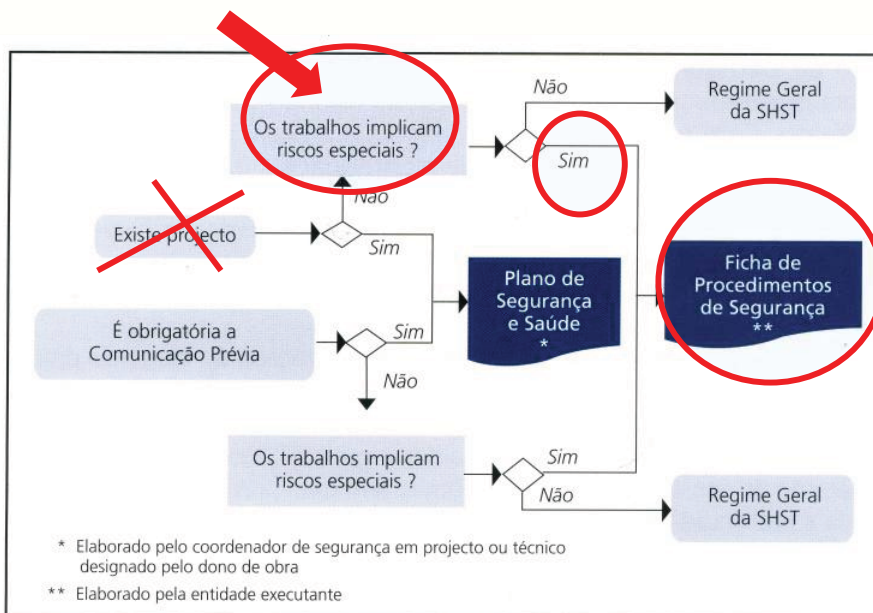 Não
Regime Geral
da SHST
Os trabalhos implicam
riscos especiais ?
Sim
Não
Existe projecto
Sim
Plano de
Segurança
e Saúde
*
Ficha de
Procedimentos
de Segurança
**
É obrigatória a
Comunicação Prévia
Sim
Não
Os trabalhos implicam
riscos especiais ?
Sim
Não
Regime Geral
da SHST
* Elaborado pelo coordenador de segurança em projecto ou técnico
designado pelo dono de obra
** Elaborado pela entidade executante